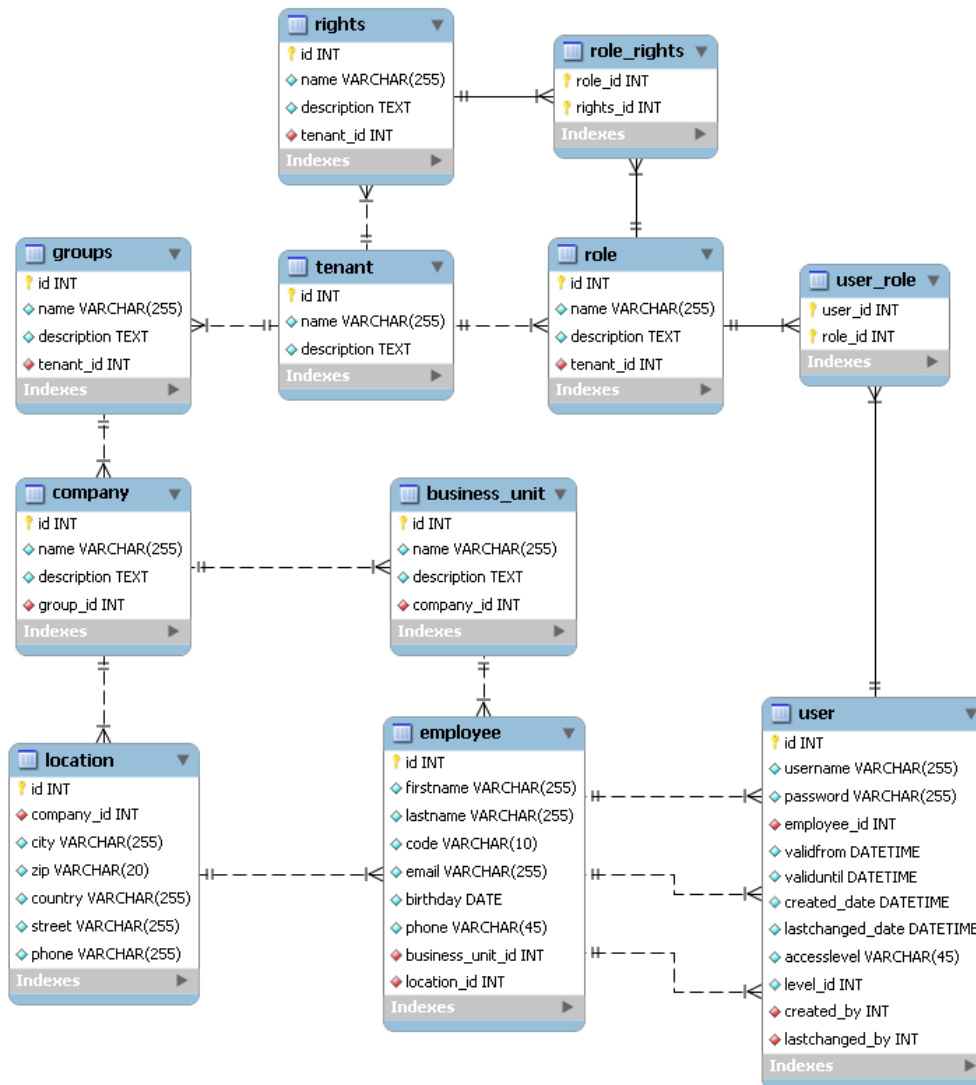 rights
id INT
name VARCHAR(255)
description TEXT
tenant_id INT
Indexes
role_rights
role_id INT
rights_id INT
Indexes
groups
id INT
name VARCHAR(255)
description TEXT
tenant_id INT
Indexes
tenant
id INT
name VARCHAR(255)
description TEXT
Indexes
role
id INT
name VARCHAR(255)
description TEXT
tenant_id INT
Indexes
user_role
user_id INT
role_id INT
Indexes
company
id INT
name VARCHAR(255)
description TEXT
group_id INT
Indexes
business_unit
id INT
name VARCHAR(255)
description TEXT
company_id INT
Indexes
location
id INT
company_id INT
city VARCHAR(255)
zip VARCHAR(20)
country VARCHAR(255)
street VARCHAR(255)
phone VARCHAR(255)
Indexes
employee
id INT
firstname VARCHAR(255)
lastname VARCHAR(255)
code VARCHAR(10)
email VARCHAR(255)
birthday DATE
phone VARCHAR(45)
business_unit_id INT
location_id INT
Indexes
user
id INT
username VARCHAR(255)
password VARCHAR(255)
employee_id INT
validfrom DATETIME
validuntil DATETIME
created_date DATETIME
lastchanged_date DATETIME
accesslevel VARCHAR(45)
level_id INT
created_by INT
lastchanged_by INT
Indexes